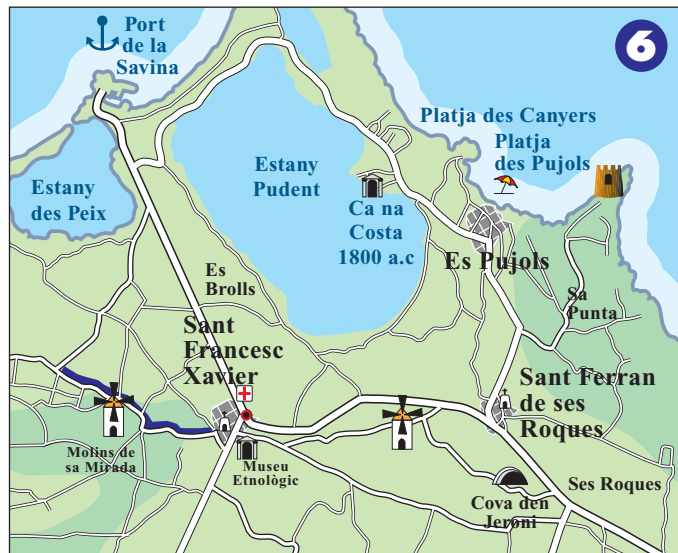 Port
de la
Savina
6
Platja des Canyers
Platja
des Pujols
Estany
Pudent
Estany
des Peix
Ca na
Costa
1800 a.c
Es Pujols
Es
Brolls
Sa
Punta
Sant
Francesc
Xavier
Sant Ferran
de ses
Roques
Molins de
sa Mirada
Museu
Etnològic
Ses Roques
Cova den
Jeroni